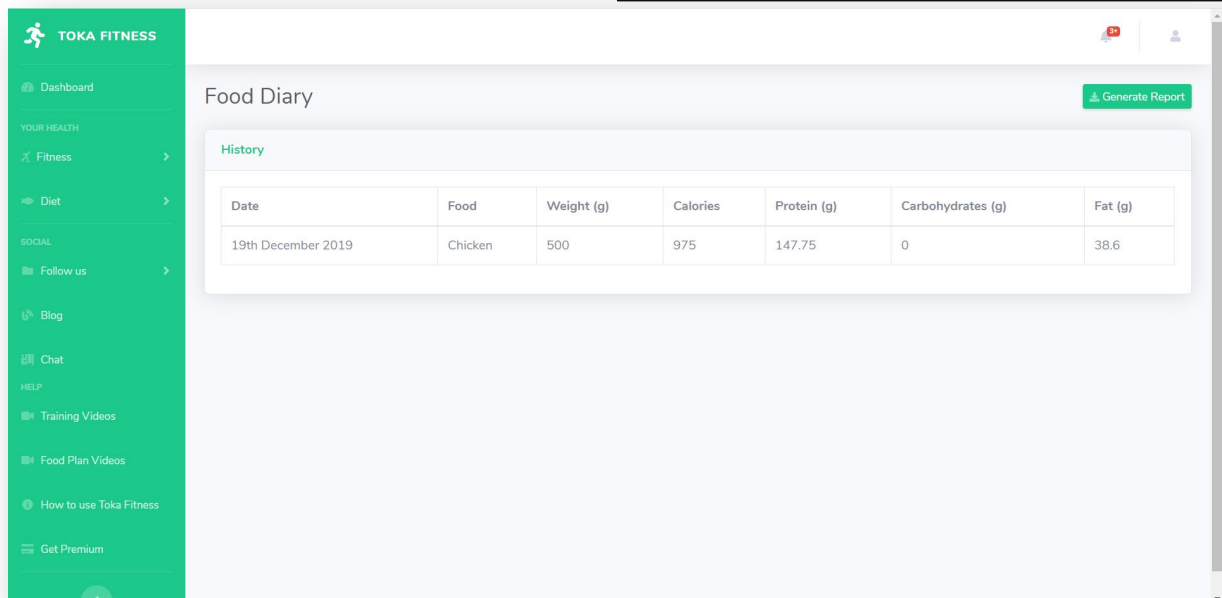 TOKA FITNESS
3+
Dashboard
Food Diary
Generate Report
YOUR HEALTH
Fitness
Diet
SOCIAL
Follow us
Blog
Chat
HELP
Training Videos
Food Plan Videos
How to use Toka Fitness
Get Premium
History
Date Food Weight (g) Calories Protein (g) Carbohydrates (g) Fat (g)
19th December 2019 Chicken 500 975 147.75 0 38.6